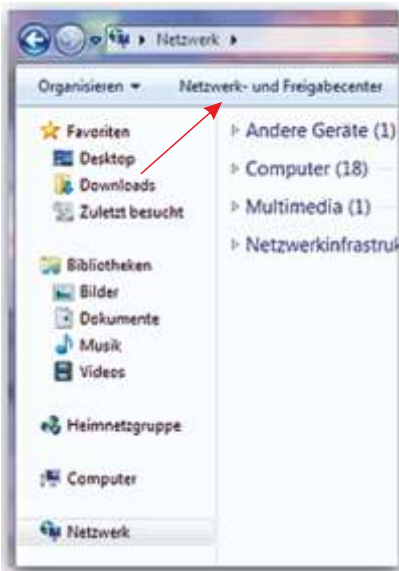 Netzwerk
Organisieren Netzwerk- und Freigabecenter
Favoriten
Desktop
Downloads
Zuletzt besucht
Bibliotheken
Bilder
Dokumente
Musik
Videos
Heimnetzgruppe
Computer
Netzwerk
Andere Geräte (1)
Computer (18)
Multimedia (1)
Netzwerkinfrastruk